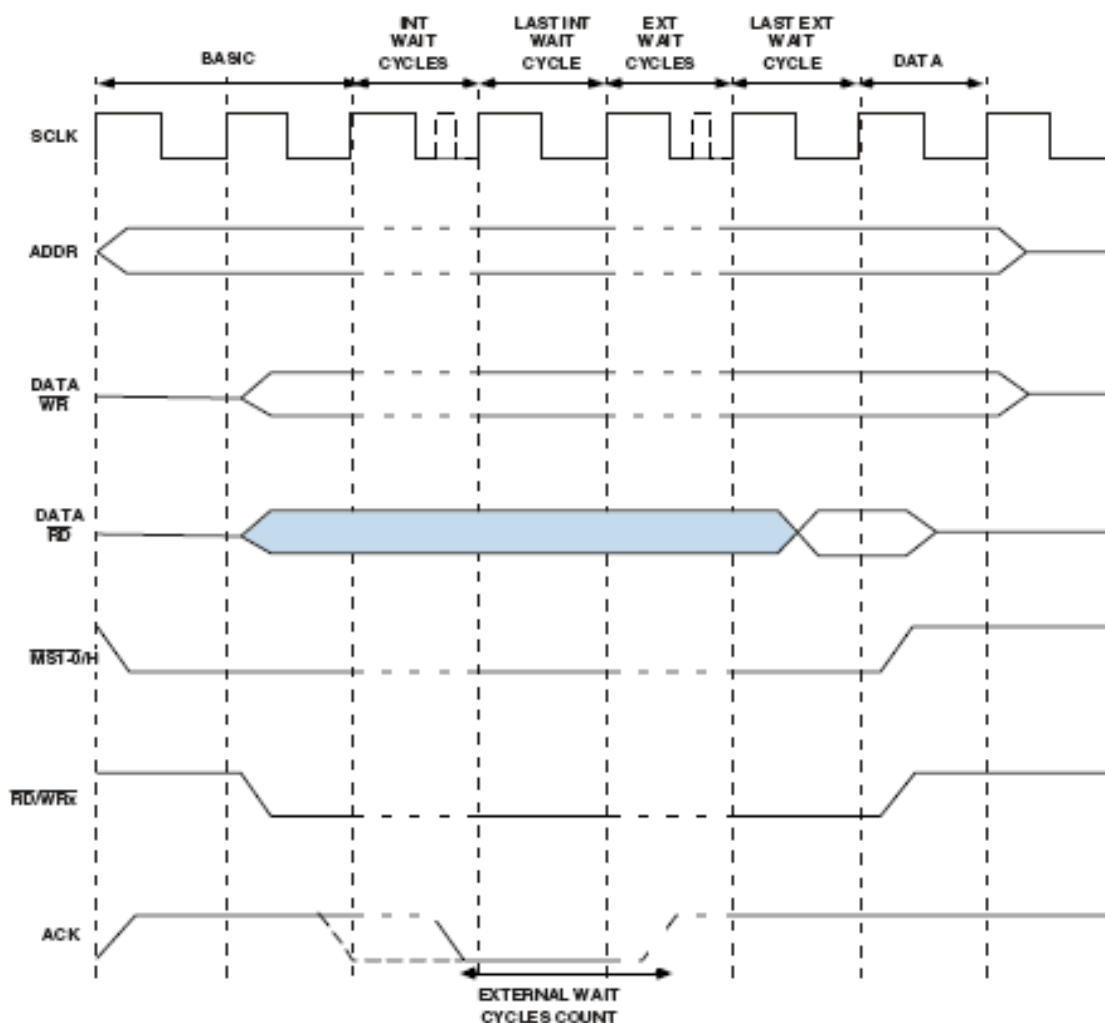 BASIC
INT
WAIT
CYCLES
LAST INT
WAIT
CYCLE
EXT
WAIT
CYCLES
LAST EXT
WAIT
CYCLE
DATA
SCLK
ADDR
DATA
WR
DATA
RD
MS1-0/H
RD/WRx
ACK
EXTERNAL WAIT
CYCLES COUNT